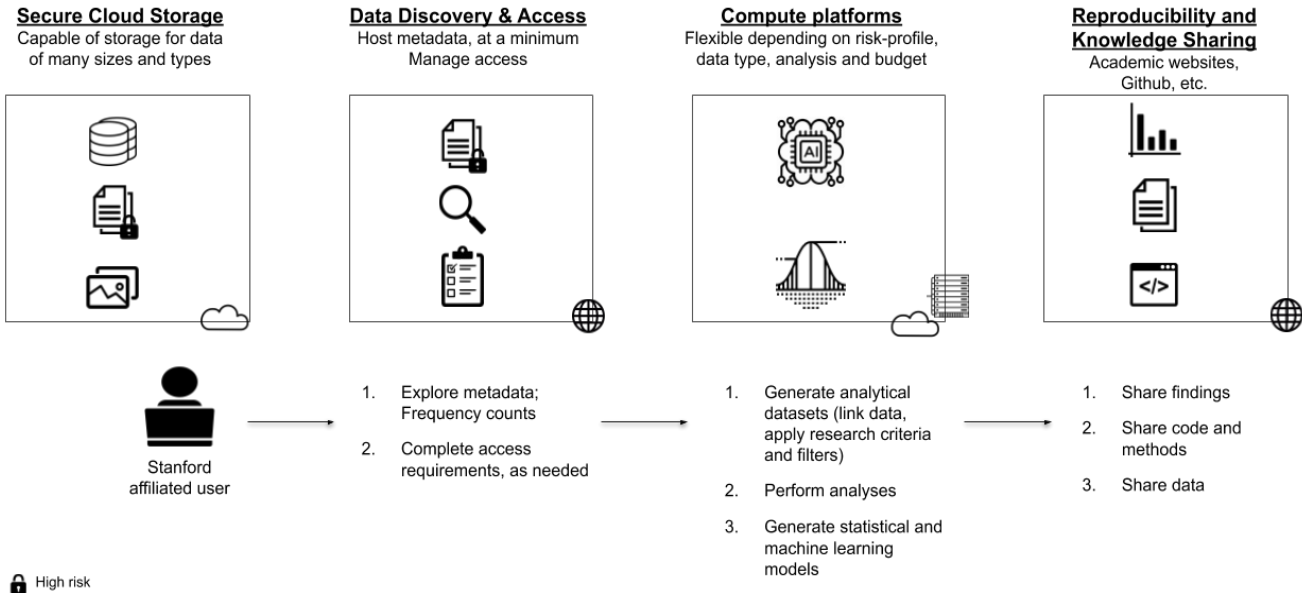 Secure Cloud Storage
Capable of storage for data
of many sizes and types
Data Discovery & Access
Host metadata, at a minimum
Manage access
Compute platforms
Flexible depending on risk-profile,
data type, analysis and budget
Reproducibility and
Knowledge Sharing
Academic websites,
Github, etc.
AI
</>
Stanford
affiliated user
1. Explore metadata;
Frequency counts
2. Complete access
requirements, as needed
1. Generate analytical
datasets (link data,
apply research criteria
and filters)
2. Perform analyses
3. Generate statistical and
machine learning
models
1. Share findings
2. Share code and
methods
3. Share data
High risk